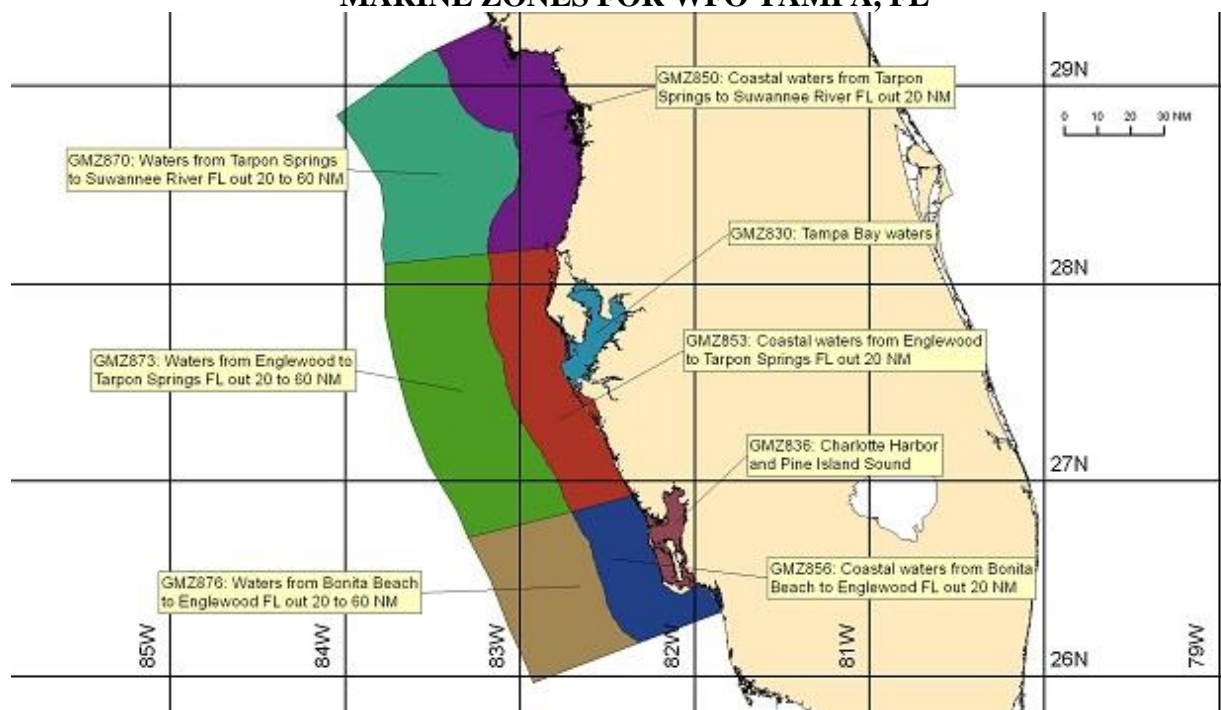 MARINE ZONES FOR WFO TAMPA, FL
29N
GMZ850: Coastal waters from Tarpon
Springs to Suwannee River FL out 20 NM
0 10 20 30 NM
GMZ870: Waters from Tarpon Springs
to Suwannee River FL out 20 to 60 NM
GMZ830: Tampa Bay waters
28N
GMZ853: Coastal waters from Englewood
to Tarpon Springs FL out 20 NM
GMZ873: Waters from Englewood to
Tarpon Springs FL out 20 to 60 NM
GMZ836: Charlotte Harbor
and Pine Island Sound
27N
GMZ856: Coastal waters from Bonita
Beach to Englewood FL out 20 NM
GMZ876: Waters from Bonita Beach
to Englewood FL out 20 to 60 NM
85W
84W
83W
82W
81W
79W
26N